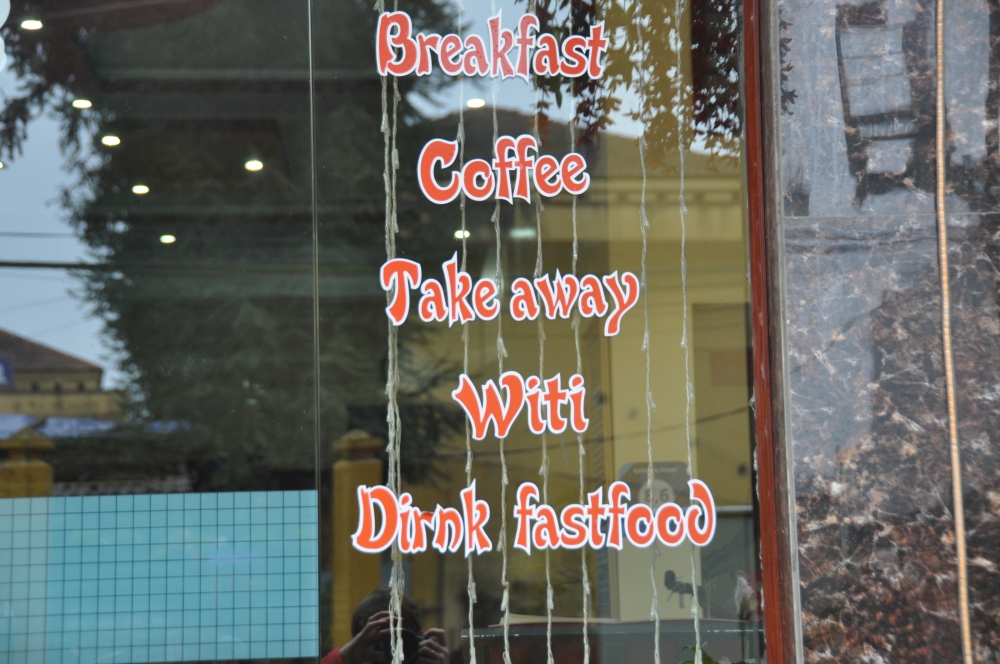 Breakfast
Coffee
Take away
Witi
Dirnk fastfood